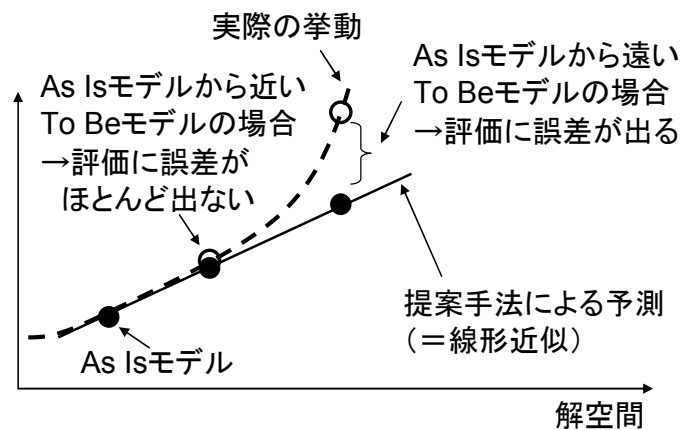 実際の挙動
As Isモデルから近い
To Beモデルの場合
→評価に誤差が
ほとんど出ない
As Isモデルから遠い
To Beモデルの場合
→評価に誤差が出る
提案手法による予測
(＝線形近似)
As Isモデル
解空間